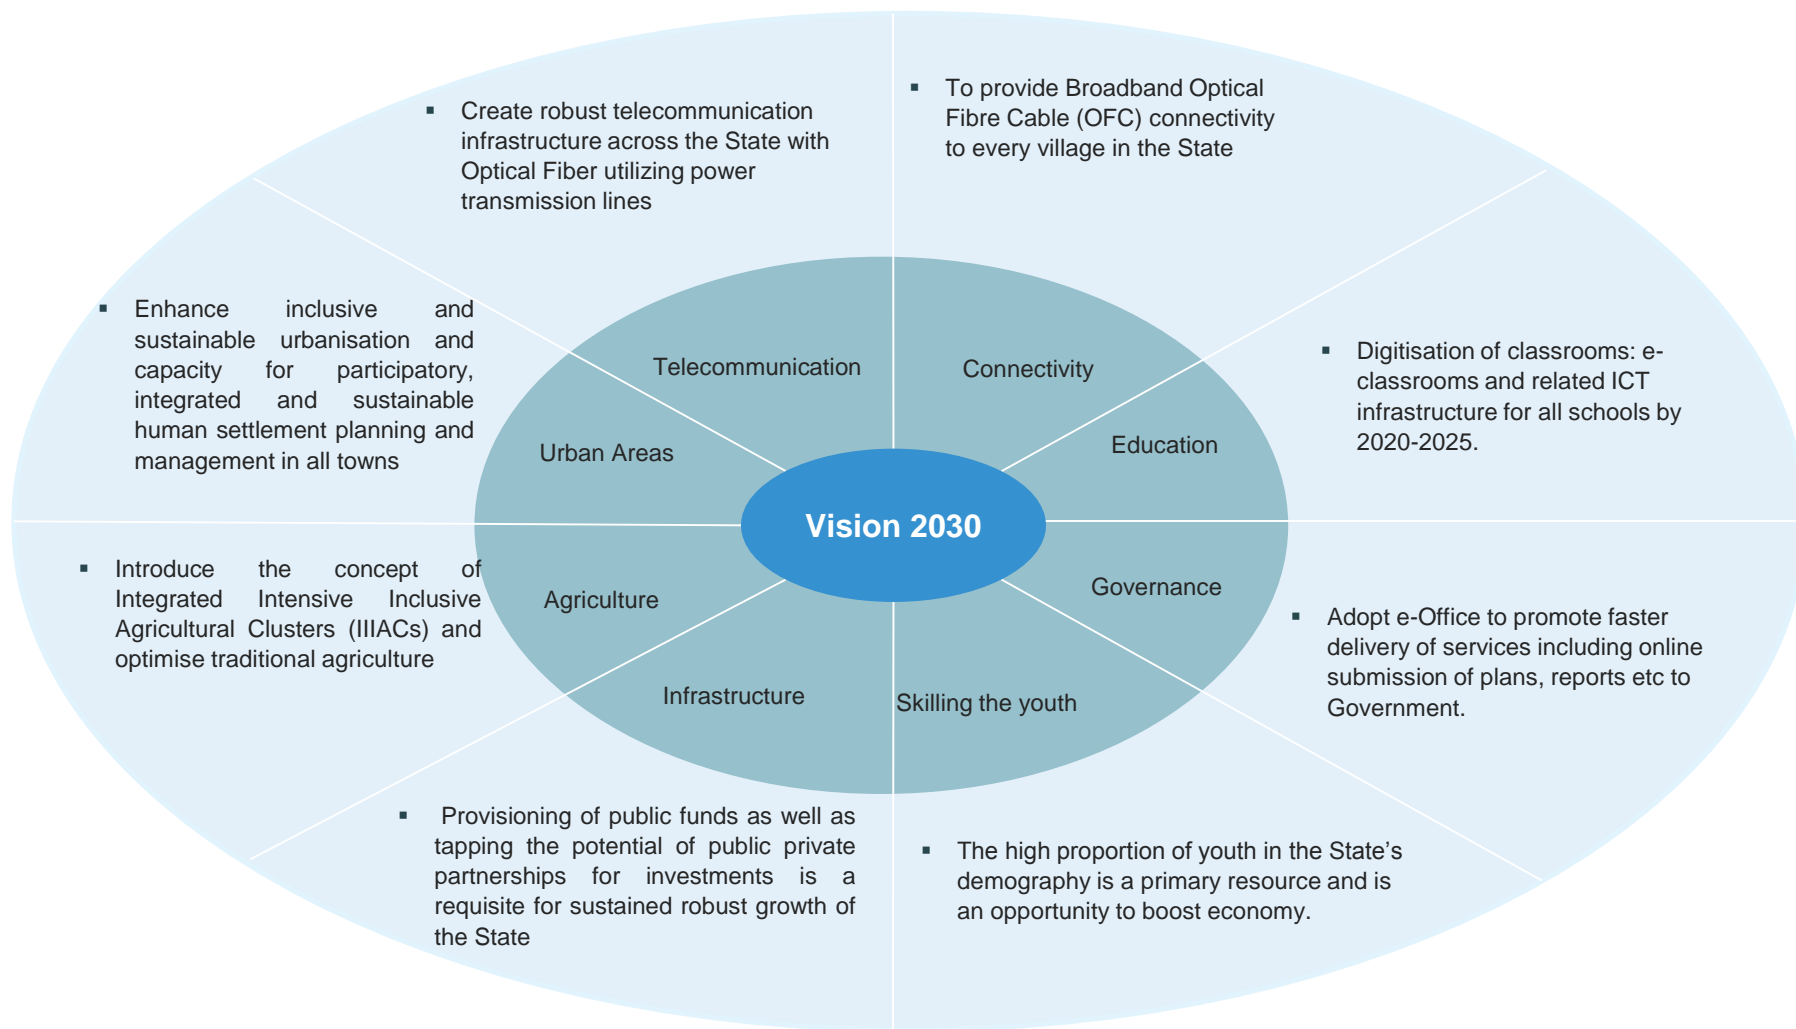 ▪ Create robust telecommunication
infrastructure across the State with
Optical Fiber utilizing power
transmission lines
▪ To provide Broadband Optical
Fibre Cable (OFC) connectivity
to every village in the State
▪ Enhance inclusive and
sustainable urbanisation and
capacity for participatory,
integrated and sustainable
human settlement planning and
management in all towns
Telecommunication
Connectivity
▪ Digitisation of classrooms: e-
classrooms and related ICT
infrastructure for all schools by
2020-2025.
Urban Areas
Education
Vision 2030
▪ Introduce the concept of
Integrated Intensive Inclusive
Agricultural Clusters (IIIACs) and
optimise traditional agriculture
Agriculture
Governance
▪ Adopt e-Office to promote faster
delivery of services including online
submission of plans, reports etc to
Government.
Infrastructure
Skilling the youth
▪ Provisioning of public funds as well as
tapping the potential of public private
partnerships for investments is a
requisite for sustained robust growth of
the State
▪ The high proportion of youth in the State’s
demography is a primary resource and is
an opportunity to boost economy.